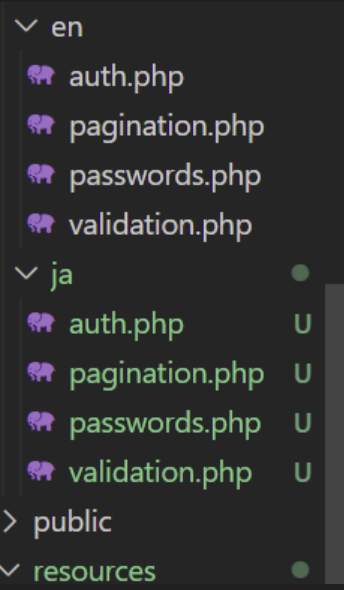 en
auth.php
pagination.php
passwords.php
validation.php
ja
auth.php U
pagination.php U
passwords.php U
validation.php U
public
resources